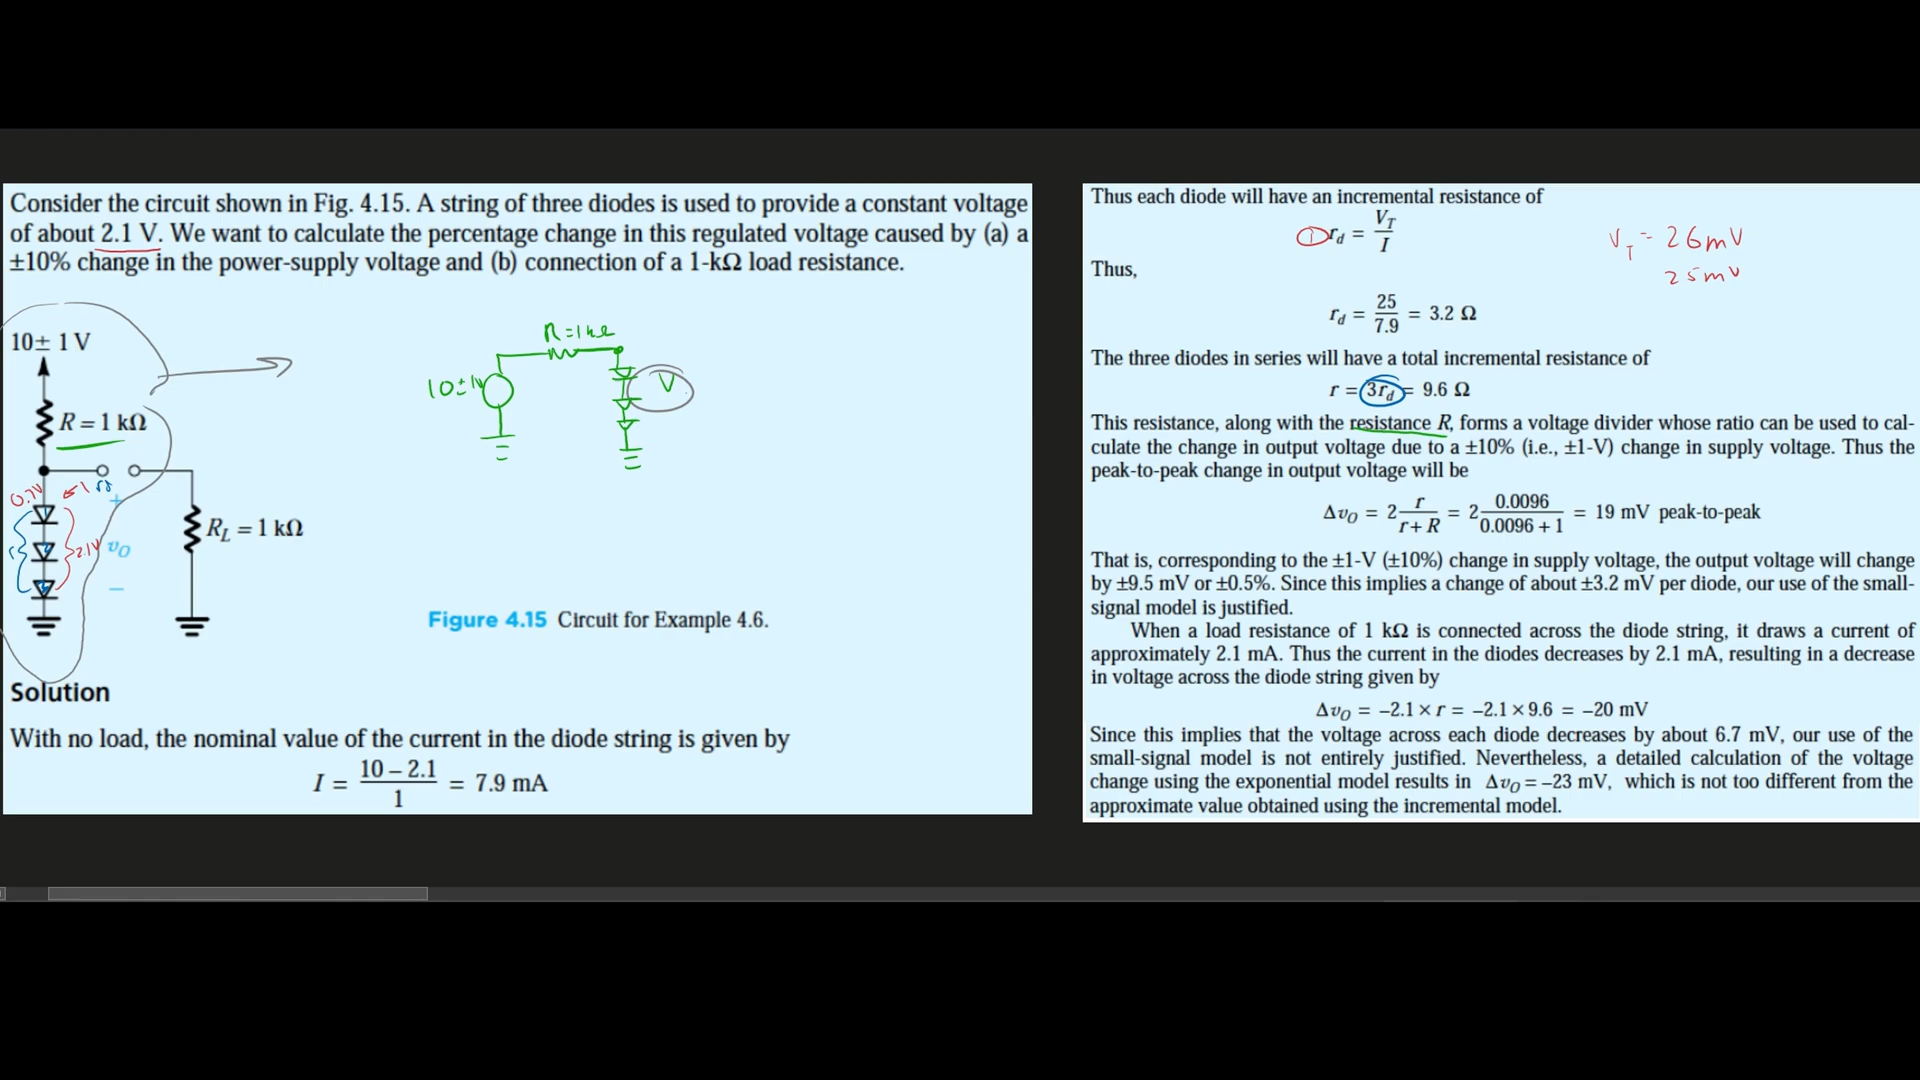 Consider the circuit shown in Fig. 4.15. A string of three diodes is used to provide a constant voltage
of about 2.1 V. We want to calculate the percentage change in this regulated voltage caused by (a) a
±10% change in the power-supply voltage and (b) connection of a 1-kΩ load resistance.
10± 1 V
R = 1 kΩ
0.7V
2.1V
+
vO
−
RL = 1 kΩ
R=1kΩ
10±1V
V
Figure 4.15 Circuit for Example 4.6.
Solution
With no load, the nominal value of the current in the diode string is given by
I = (10 – 2.1)/1 = 7.9 mA
Thus each diode will have an incremental resistance of
① rd = VT/I
VT = 26mV
25mV
Thus,
rd = 25/7.9 = 3.2 Ω
The three diodes in series will have a total incremental resistance of
r = 3rd = 9.6 Ω
This resistance, along with the resistance R, forms a voltage divider whose ratio can be used to cal-
culate the change in output voltage due to a ±10% (i.e., ±1-V) change in supply voltage. Thus the
peak-to-peak change in output voltage will be
ΔvO = 2 r/(r + R) = 2 0.0096/(0.0096 + 1) = 19 mV peak-to-peak
That is, corresponding to the ±1-V (±10%) change in supply voltage, the output voltage will change
by ±9.5 mV or ±0.5%. Since this implies a change of about ±3.2 mV per diode, our use of the small-
signal model is justified.
When a load resistance of 1 kΩ is connected across the diode string, it draws a current of
approximately 2.1 mA. Thus the current in the diodes decreases by 2.1 mA, resulting in a decrease
in voltage across the diode string given by
ΔvO = –2.1 × r = –2.1 × 9.6 = –20 mV
Since this implies that the voltage across each diode decreases by about 6.7 mV, our use of the
small-signal model is not entirely justified. Nevertheless, a detailed calculation of the voltage
change using the exponential model results in ΔvO = –23 mV, which is not too different from the
approximate value obtained using the incremental model.